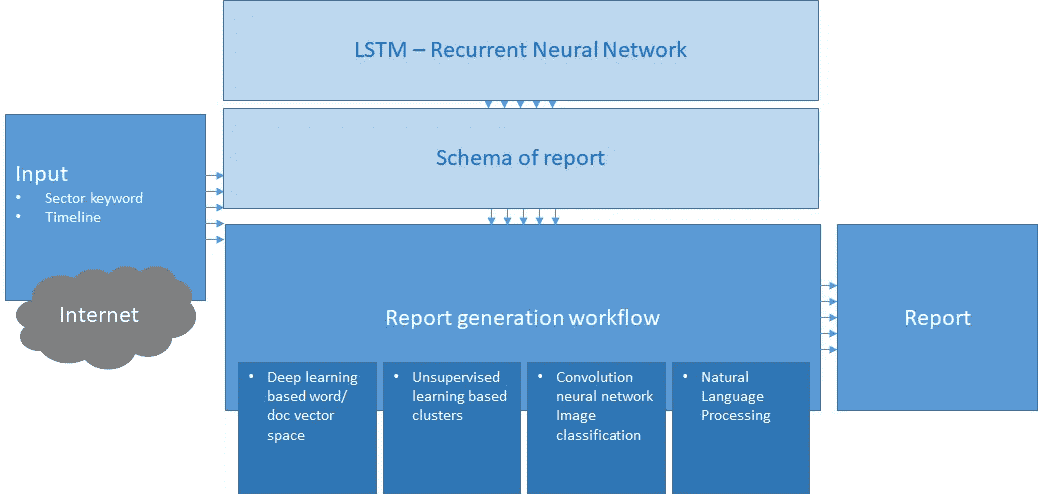 LSTM – Recurrent Neural Network
Schema of report
Input
• Sector keyword
• Timeline
Internet
Report generation workflow
Report
• Deep learning
based word/
doc vector
space
• Unsupervised
learning based
clusters
• Convolution
neural network
Image
classification
• Natural
Language
Processing